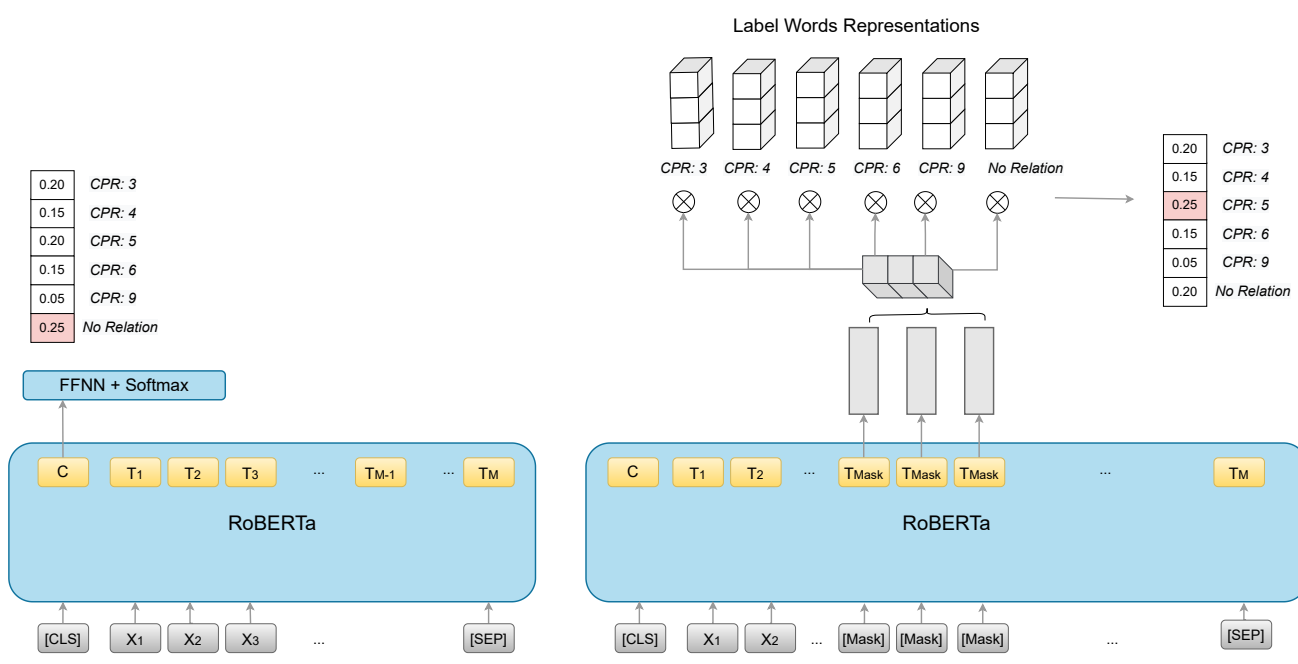 Label Words Representations
CPR: 3 CPR: 4 CPR: 5 CPR: 6 CPR: 9 No Relation
0.20 CPR: 3
0.15 CPR: 4
0.20 CPR: 5
0.15 CPR: 6
0.05 CPR: 9
0.25 No Relation
0.20 CPR: 3
0.15 CPR: 4
0.25 CPR: 5
0.15 CPR: 6
0.05 CPR: 9
0.20 No Relation
FFNN + Softmax
C T1 T2 T3 ... TM-1 ... TM
RoBERTa
[CLS] X1 X2 X3 ... [SEP]
C T1 T2 ... TMask TMask TMask ... TM
RoBERTa
[CLS] X1 X2 ... [Mask] [Mask] [Mask] ... [SEP]